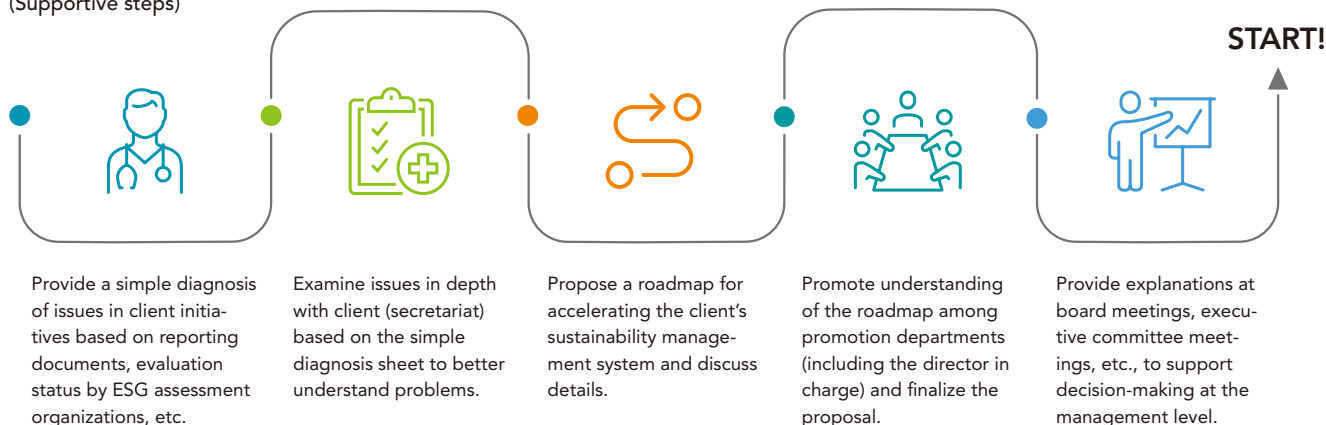 (Supportive steps)
START!
Provide a simple diagnosis
of issues in client initia-
tives based on reporting
documents, evaluation
status by ESG assessment
organizations, etc.
Examine issues in depth
with client (secretariat)
based on the simple
diagnosis sheet to better
understand problems.
Propose a roadmap for
accelerating the client’s
sustainability manage-
ment system and discuss
details.
Promote understanding
of the roadmap among
promotion departments
(including the director in
charge) and finalize the
proposal.
Provide explanations at
board meetings, execu-
tive committee meet-
ings, etc., to support
decision-making at the
management level.